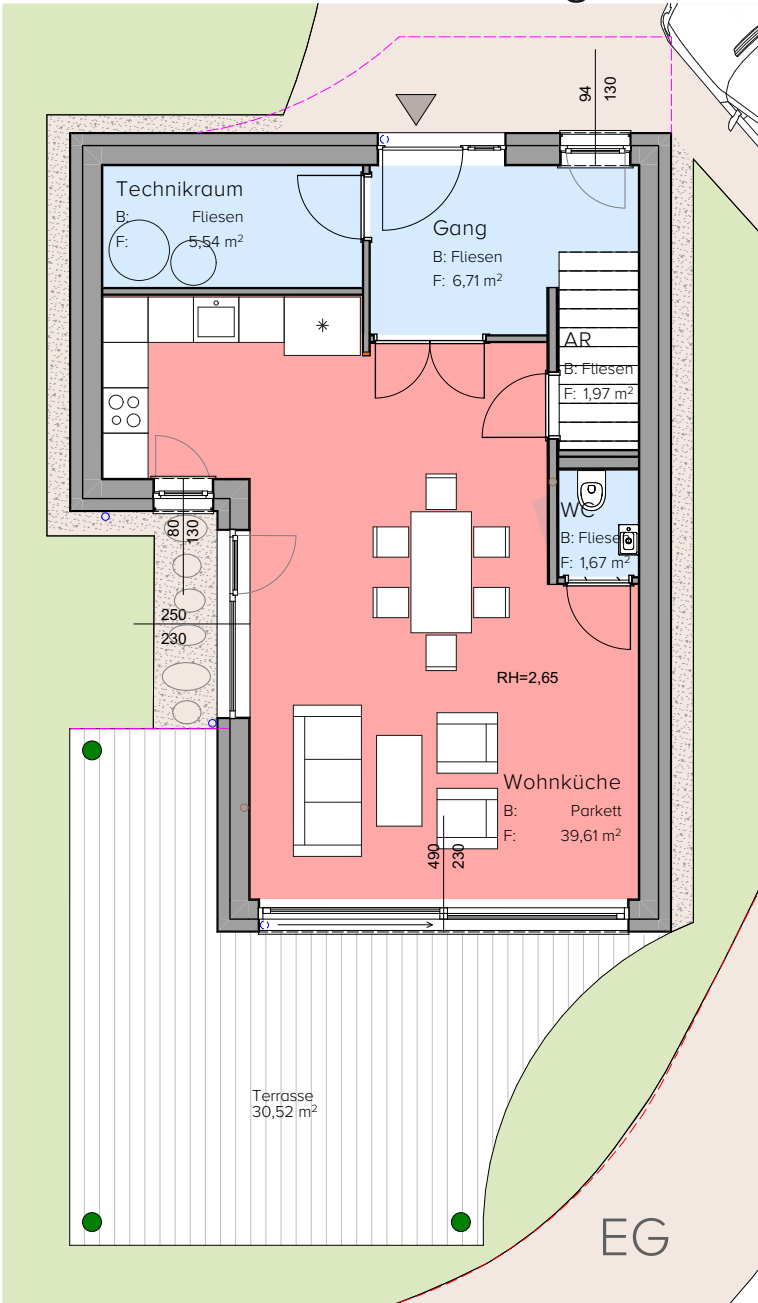 94
130
Technikraum
B: Fliesen
F: 5,54 m²
Gang
B: Fliesen
F: 6,71 m²
AR
B: Fliesen
F: 1,97 m²
WC
B: Fliesen
F: 1,67 m²
80
130
250
230
RH=2,65
Wohnküche
B: Parkett
F: 39,61 m²
490
230
Terrasse
30,52 m²
EG